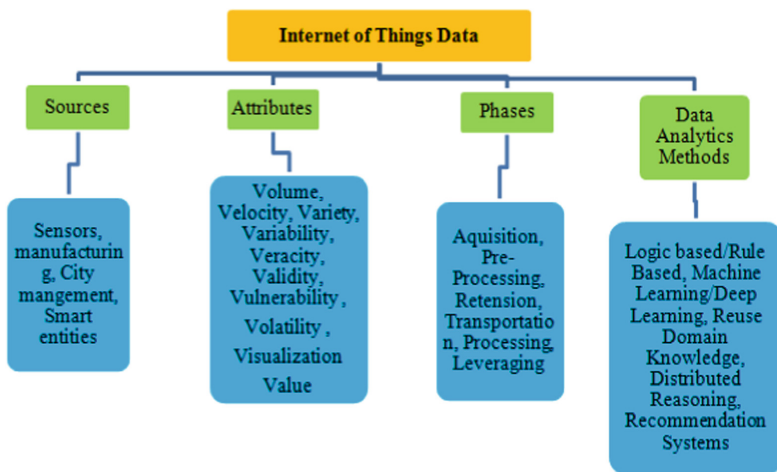 Internet of Things Data
Sources
Attributes
Phases
Data
Analytics
Methods
Sensors,
manufacturin
g, City
mangement,
Smart
entities
Volume,
Velocity, Variety,
Variability,
Veracity,
Validity,
Vulnerability,
Volatility ,
Visualization
Value
Aquisition,
Pre-
Processing,
Retension,
Transportatio
n, Processing,
Leveraging
Logic based/Rule
Based, Machine
Learning/Deep
Learning, Reuse
Domain
Knowledge,
Distributed
Reasoning,
Recommendation
Systems